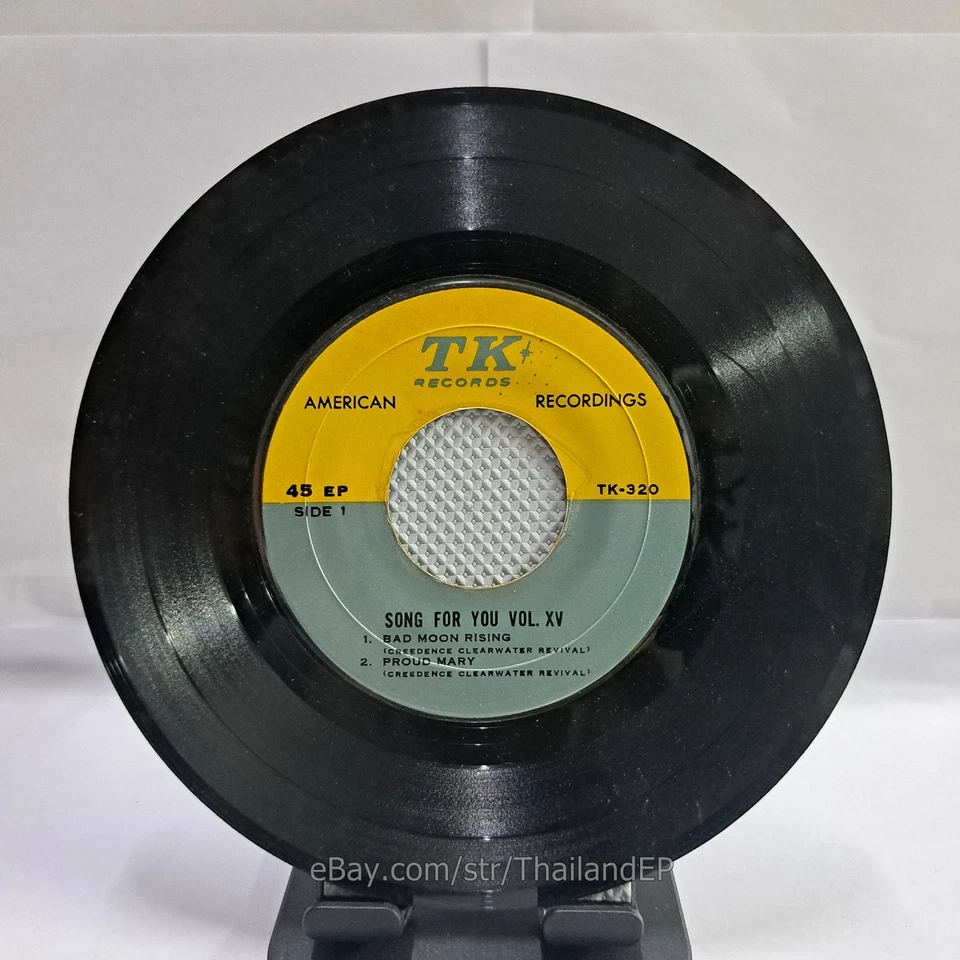 TK
RECORDS
AMERICAN RECORDINGS
45 EP TK-320
SIDE 1
SONG FOR YOU VOL. XV
1. BAD MOON RISING
(CREEDENCE CLEARWATER REVIVAL)
2. PROUD MARY
(CREEDENCE CLEARWATER REVIVAL)
eBay.com/str/ThailandEP